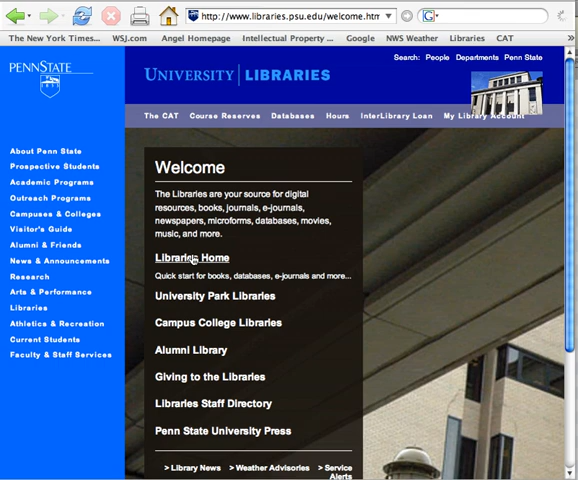 http://www.libraries.psu.edu/welcome.htm
G
The New York Times... WSJ.com Angel Homepage Intellectual Property ... Google NWS Weather Libraries CAT
Search: People Departments Penn State
PENNSTATE
1855
UNIVERSITY LIBRARIES
The CAT Course Reserves Databases Hours InterLibrary Loan My Library Account
About Penn State
Prospective Students
Academic Programs
Outreach Programs
Campuses & Colleges
Visitor's Guide
Alumni & Friends
News & Announcements
Research
Arts & Performance
Libraries
Athletics & Recreation
Current Students
Faculty & Staff Services
Welcome
The Libraries are your source for digital
resources, books, journals, e-journals,
newspapers, microforms, databases, movies,
music, and more.
Libraries Home
Quick start for books, databases, e-journals and more...
University Park Libraries
Campus College Libraries
Alumni Library
Giving to the Libraries
Libraries Staff Directory
Penn State University Press
> Library News > Weather Advisories > Service
Alerts